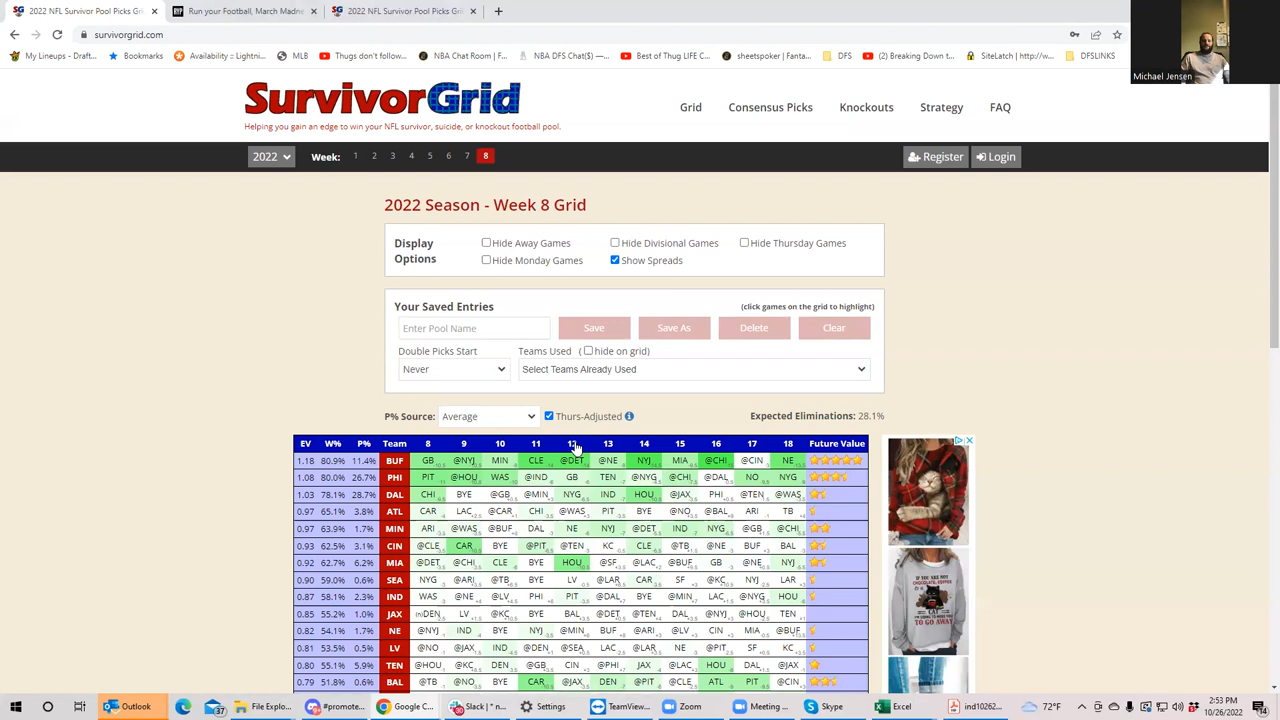 2022 NFL Survivor Pool Picks Gri
Run your Football, March Madne
2022 NFL Survivor Pool Picks Gri
survivorgrid.com
My Lineups - Draft...
Bookmarks
Availability :: Lightni...
MLB
Thugs don't follow...
NBA Chat Room (...
NBA DFS Chat($) —...
Best of Thug LIFE C...
sheetspoker | Fanta...
DFS
(2) Breaking Down t...
SiteLatch | http://w...
DFSLINKS
Michael Jensen
SurvivorGrid
Helping you gain an edge to win your NFL survivor, suicide, or knockout football pool.
Grid
Consensus Picks
Knockouts
Strategy
FAQ
2022
Week: 1 2 3 4 5 6 7 8
Register
Login
2022 Season - Week 8 Grid
Display Options
Hide Away Games
Hide Divisional Games
Hide Thursday Games
Hide Monday Games
Show Spreads
Your Saved Entries
(click games on the grid to highlight)
Enter Pool Name
Save
Save As
Delete
Clear
Double Picks Start
Teams Used ( hide on grid)
Never
Select Teams Already Used
P% Source: Average
Thurs-Adjusted
Expected Eliminations: 28.1%
EV W% P% Team 8 9 10 11 12 13 14 15 16 17 18 Future Value
1.18 80.9% 11.4% BUF GB @NYJ MIN CLE @DET @NE NYJ MIA @CHI @CIN NE
1.08 80.0% 26.7% PHI PIT @HOU WAS @IND GB TEN @NYG @CHI @DAL NO NYG
1.03 78.1% 28.7% DAL CHI BYE @GB @MIN NYG IND HOU @JAX PHI @TEN @WAS
0.97 65.1% 3.8% ATL CAR LAC @CAR CHI @WAS PIT BYE @NO @BAL ARI TB
0.97 63.9% 1.7% MIN ARI @WAS @BUF DAL NE NYJ @DET IND NYG @GB @CHI
0.93 62.5% 3.1% CIN @CLE CAR BYE @PIT @TEN KC CLE @TB @NE BUF BAL
0.92 62.7% 6.2% MIA @DET @CHI CLE BYE HOU @SF @LAC @BUF GB @NE NYJ
0.90 59.0% 0.6% SEA NYG @ARI @TB BYE LV @LAR CAR SF @KC NYJ LAR
0.87 58.1% 2.3% IND WAS @NE @LV PHI PIT @DAL BYE @MIN LAC @NYG HOU
0.85 55.2% 1.0% JAX (n)DEN LV @KC BYE BAL @DET @TEN DAL @NYJ @HOU TEN
0.82 54.1% 1.7% NE @NYJ IND BYE NYJ @MIN BUF @ARI @LV CIN MIA @BUF
0.81 53.5% 0.5% LV @NO @JAX IND @DEN @SEA LAC @LAR NE @PIT SF KC
0.80 55.1% 5.9% TEN @HOU @KC DEN @GB CIN @PHI JAX @LAC HOU DAL @JAX
0.79 51.8% 0.6% BAL @TB @NO BYE CAR @JAX DEN @PIT @CLE ATL PIT @CIN
Outlook
37
File Explo...
#promote...
Google C...
Slack | * n...
Settings
TeamView...
Zoom
Meeting ...
Skype
Excel
ind10262...
72°F
2:53 PM
10/26/2022